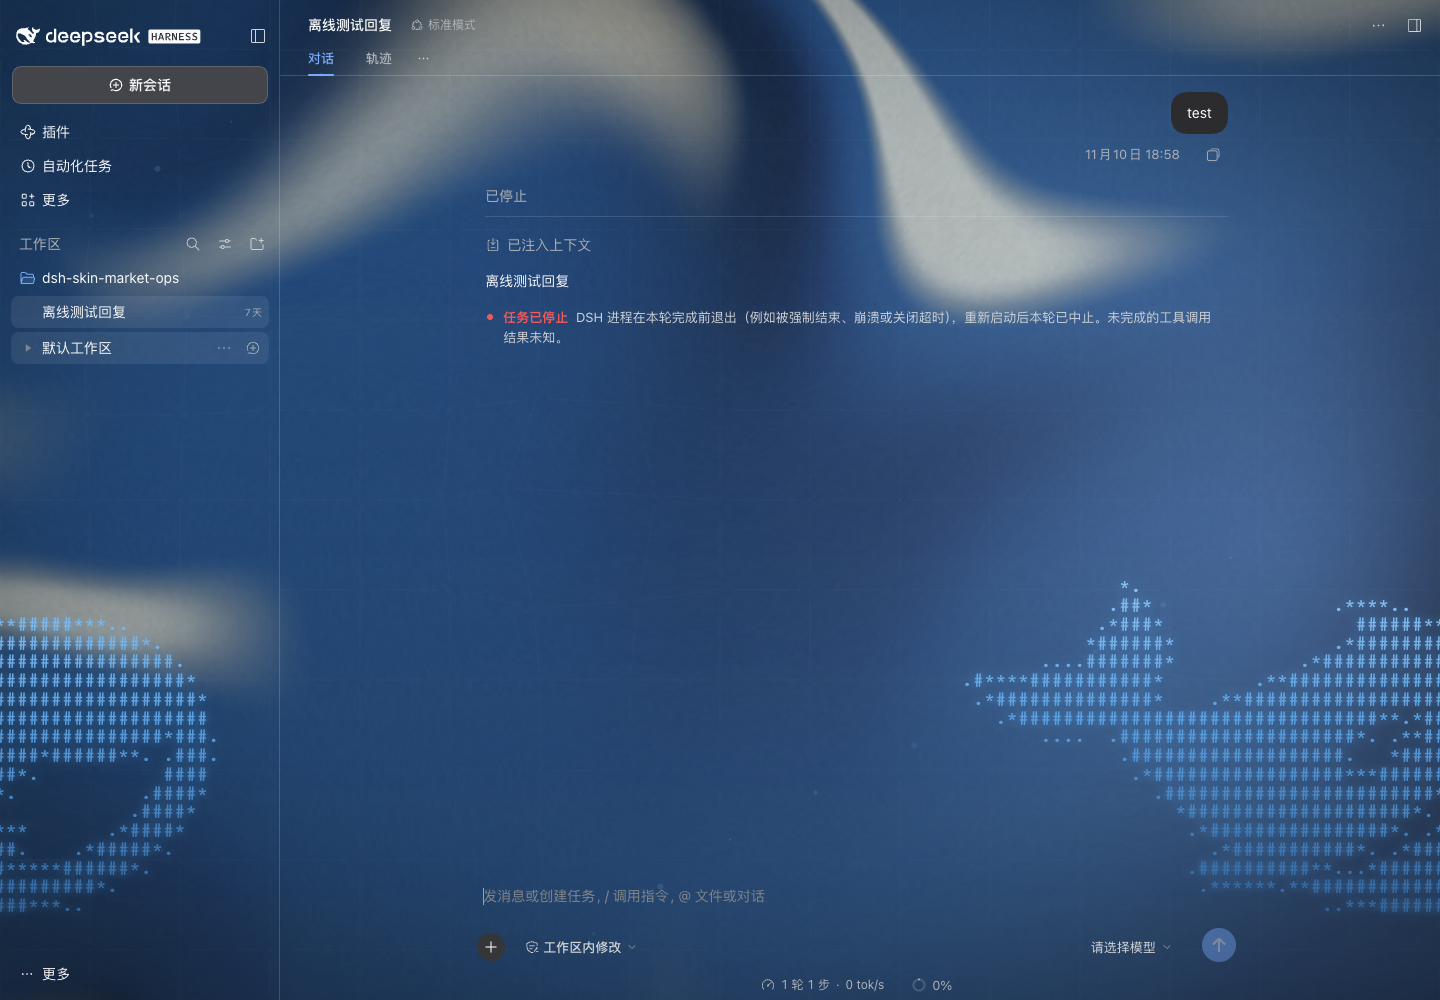 deepseek HARNESS
新会话
插件
自动化任务
更多
工作区
dsh-skin-market-ops
离线测试回复 7天
默认工作区
更多
离线测试回复 标准模式
对话 轨迹
test
11月10日 18:58
已停止
已注入上下文
离线测试回复
任务已停止 DSH 进程在本轮完成前退出（例如被强制结束、崩溃或关闭超时），重新启动后本轮已中止。未完成的工具调用
结果未知。
发消息或创建任务, / 调用指令, @ 文件或对话
工作区内修改 请选择模型
1 轮 1 步 · 0 tok/s 0%